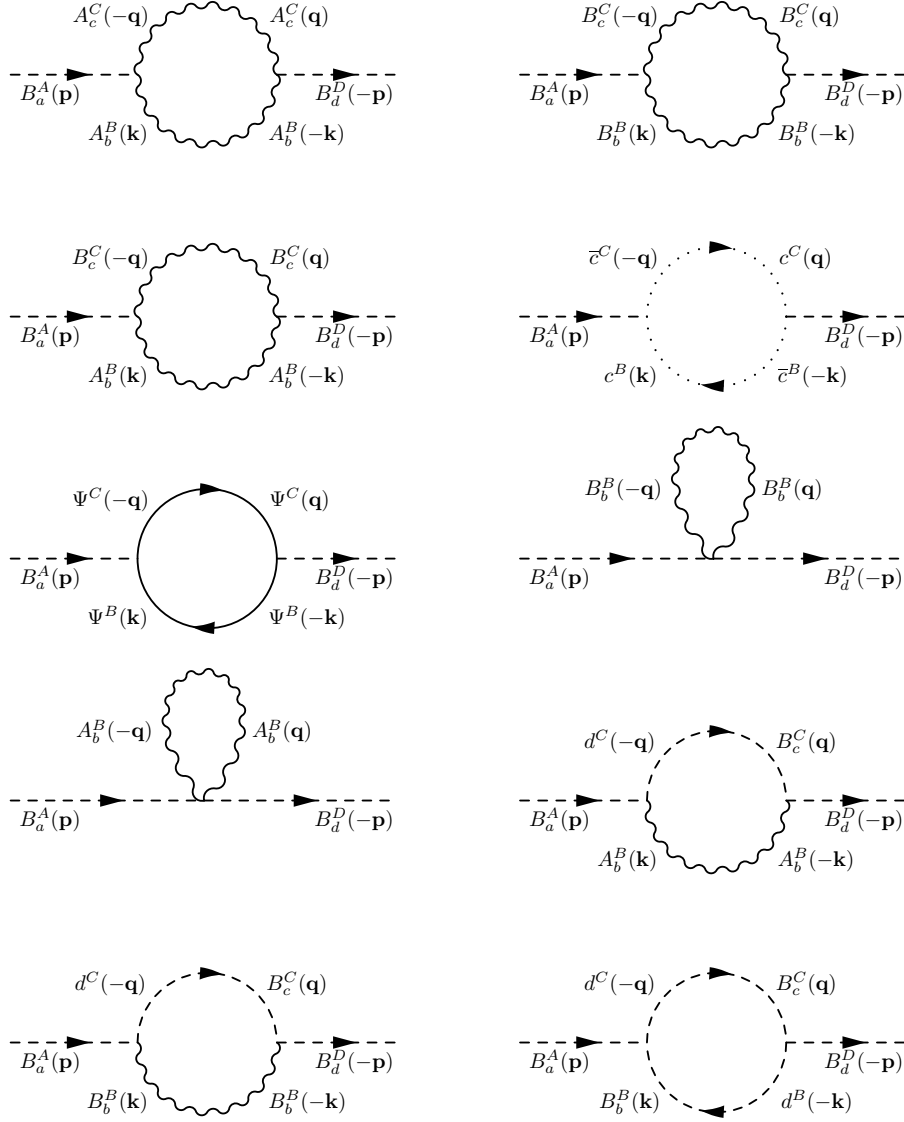 A_c^C(−q) A_c^C(q) B_c^C(−q) B_c^C(q)
B_a^A(p) B_d^D(−p) B_a^A(p) B_d^D(−p)
A_b^B(k) A_b^B(−k) B_b^B(k) B_b^B(−k)
B_c^C(−q) B_c^C(q) c̅^C(−q) c^C(q)
B_a^A(p) B_d^D(−p) B_a^A(p) B_d^D(−p)
A_b^B(k) A_b^B(−k) c^B(k) c̅^B(−k)
Ψ^C(−q) Ψ^C(q) B_b^B(−q) B_b^B(q)
B_a^A(p) B_d^D(−p) B_a^A(p) B_d^D(−p)
Ψ^B(k) Ψ^B(−k)
A_b^B(−q) A_b^B(q) d^C(−q) B_c^C(q)
B_a^A(p) B_d^D(−p) B_a^A(p) B_d^D(−p)
A_b^B(k) A_b^B(−k)
d^C(−q) B_c^C(q) d^C(−q) B_c^C(q)
B_a^A(p) B_d^D(−p) B_a^A(p) B_d^D(−p)
B_b^B(k) B_b^B(−k) B_b^B(k) d^B(−k)